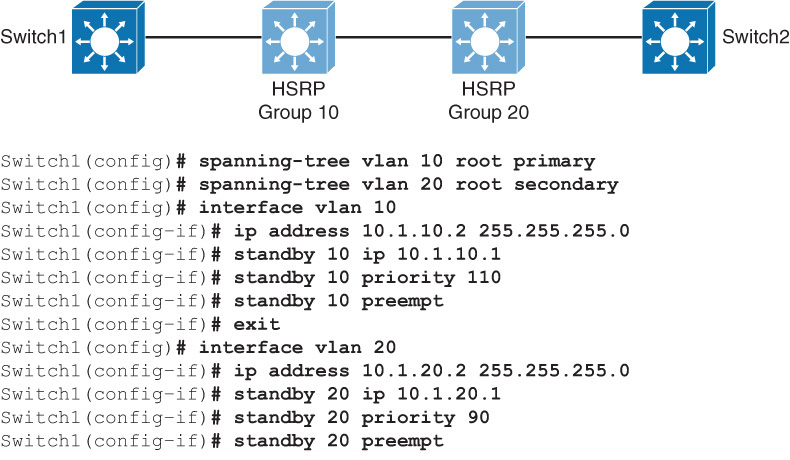 Switch1
Switch2
HSRP
Group 10
HSRP
Group 20
Switch1(config)# spanning-tree vlan 10 root primary
Switch1(config)# spanning-tree vlan 20 root secondary
Switch1(config)# interface vlan 10
Switch1(config-if)# ip address 10.1.10.2 255.255.255.0
Switch1(config-if)# standby 10 ip 10.1.10.1
Switch1(config-if)# standby 10 priority 110
Switch1(config-if)# standby 10 preempt
Switch1(config-if)# exit
Switch1(config)# interface vlan 20
Switch1(config-if)# ip address 10.1.20.2 255.255.255.0
Switch1(config-if)# standby 20 ip 10.1.20.1
Switch1(config-if)# standby 20 priority 90
Switch1(config-if)# standby 20 preempt